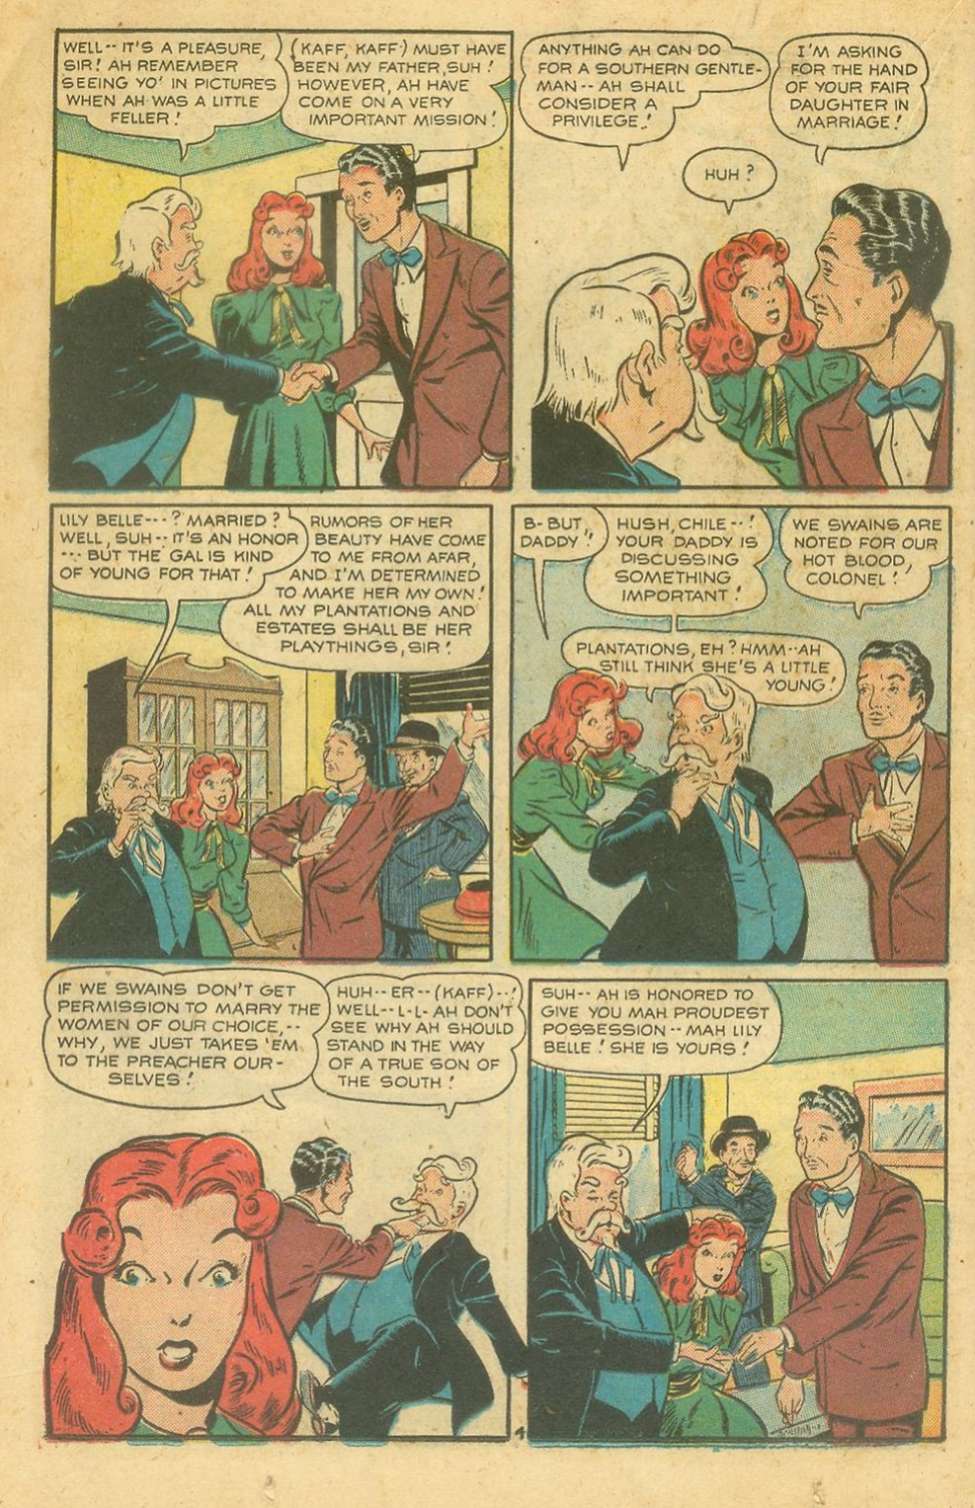 WELL-- IT'S A PLEASURE,
SIR! AH REMEMBER
SEEING YO' IN PICTURES
WHEN AH WAS A LITTLE
FELLER!
(KAFF, KAFF) MUST HAVE
BEEN MY FATHER, SUH!
HOWEVER, AH HAVE
COME ON A VERY
IMPORTANT MISSION!
ANYTHING AH CAN DO
FOR A SOUTHERN GENTLE-
MAN -- AH SHALL
CONSIDER A
PRIVILEGE!
HUH?
I'M ASKING
FOR THE HAND
OF YOUR FAIR
DAUGHTER IN
MARRIAGE!
LILY BELLE---? MARRIED?
WELL, SUH-- IT'S AN HONOR
--- BUT THE GAL IS KIND
OF YOUNG FOR THAT!
RUMORS OF HER
BEAUTY HAVE COME
TO ME FROM AFAR,
AND I'M DETERMINED
TO MAKE HER MY OWN!
ALL MY PLANTATIONS AND
ESTATES SHALL BE HER
PLAYTHINGS, SIR!
B-BUT,
DADDY!!
HUSH, CHILE--!
YOUR DADDY IS
DISCUSSING
SOMETHING
IMPORTANT!
PLANTATIONS, EH? HMM--AH
STILL THINK SHE'S A LITTLE
YOUNG!
WE SWAINS ARE
NOTED FOR OUR
HOT BLOOD,
COLONEL!
IF WE SWAINS DON'T GET
PERMISSION TO MARRY THE
WOMEN OF OUR CHOICE,--
WHY, WE JUST TAKES 'EM
TO THE PREACHER OUR-
SELVES!
HUH-- ER-- (KAFF)--!
WELL-- L-L- AH DON'T
SEE WHY AH SHOULD
STAND IN THE WAY
OF A TRUE SON OF
THE SOUTH!
SUH-- AH IS HONORED TO
GIVE YOU MAH PROUDEST
POSSESSION-- MAH LILY
BELLE! SHE IS YOURS!
4